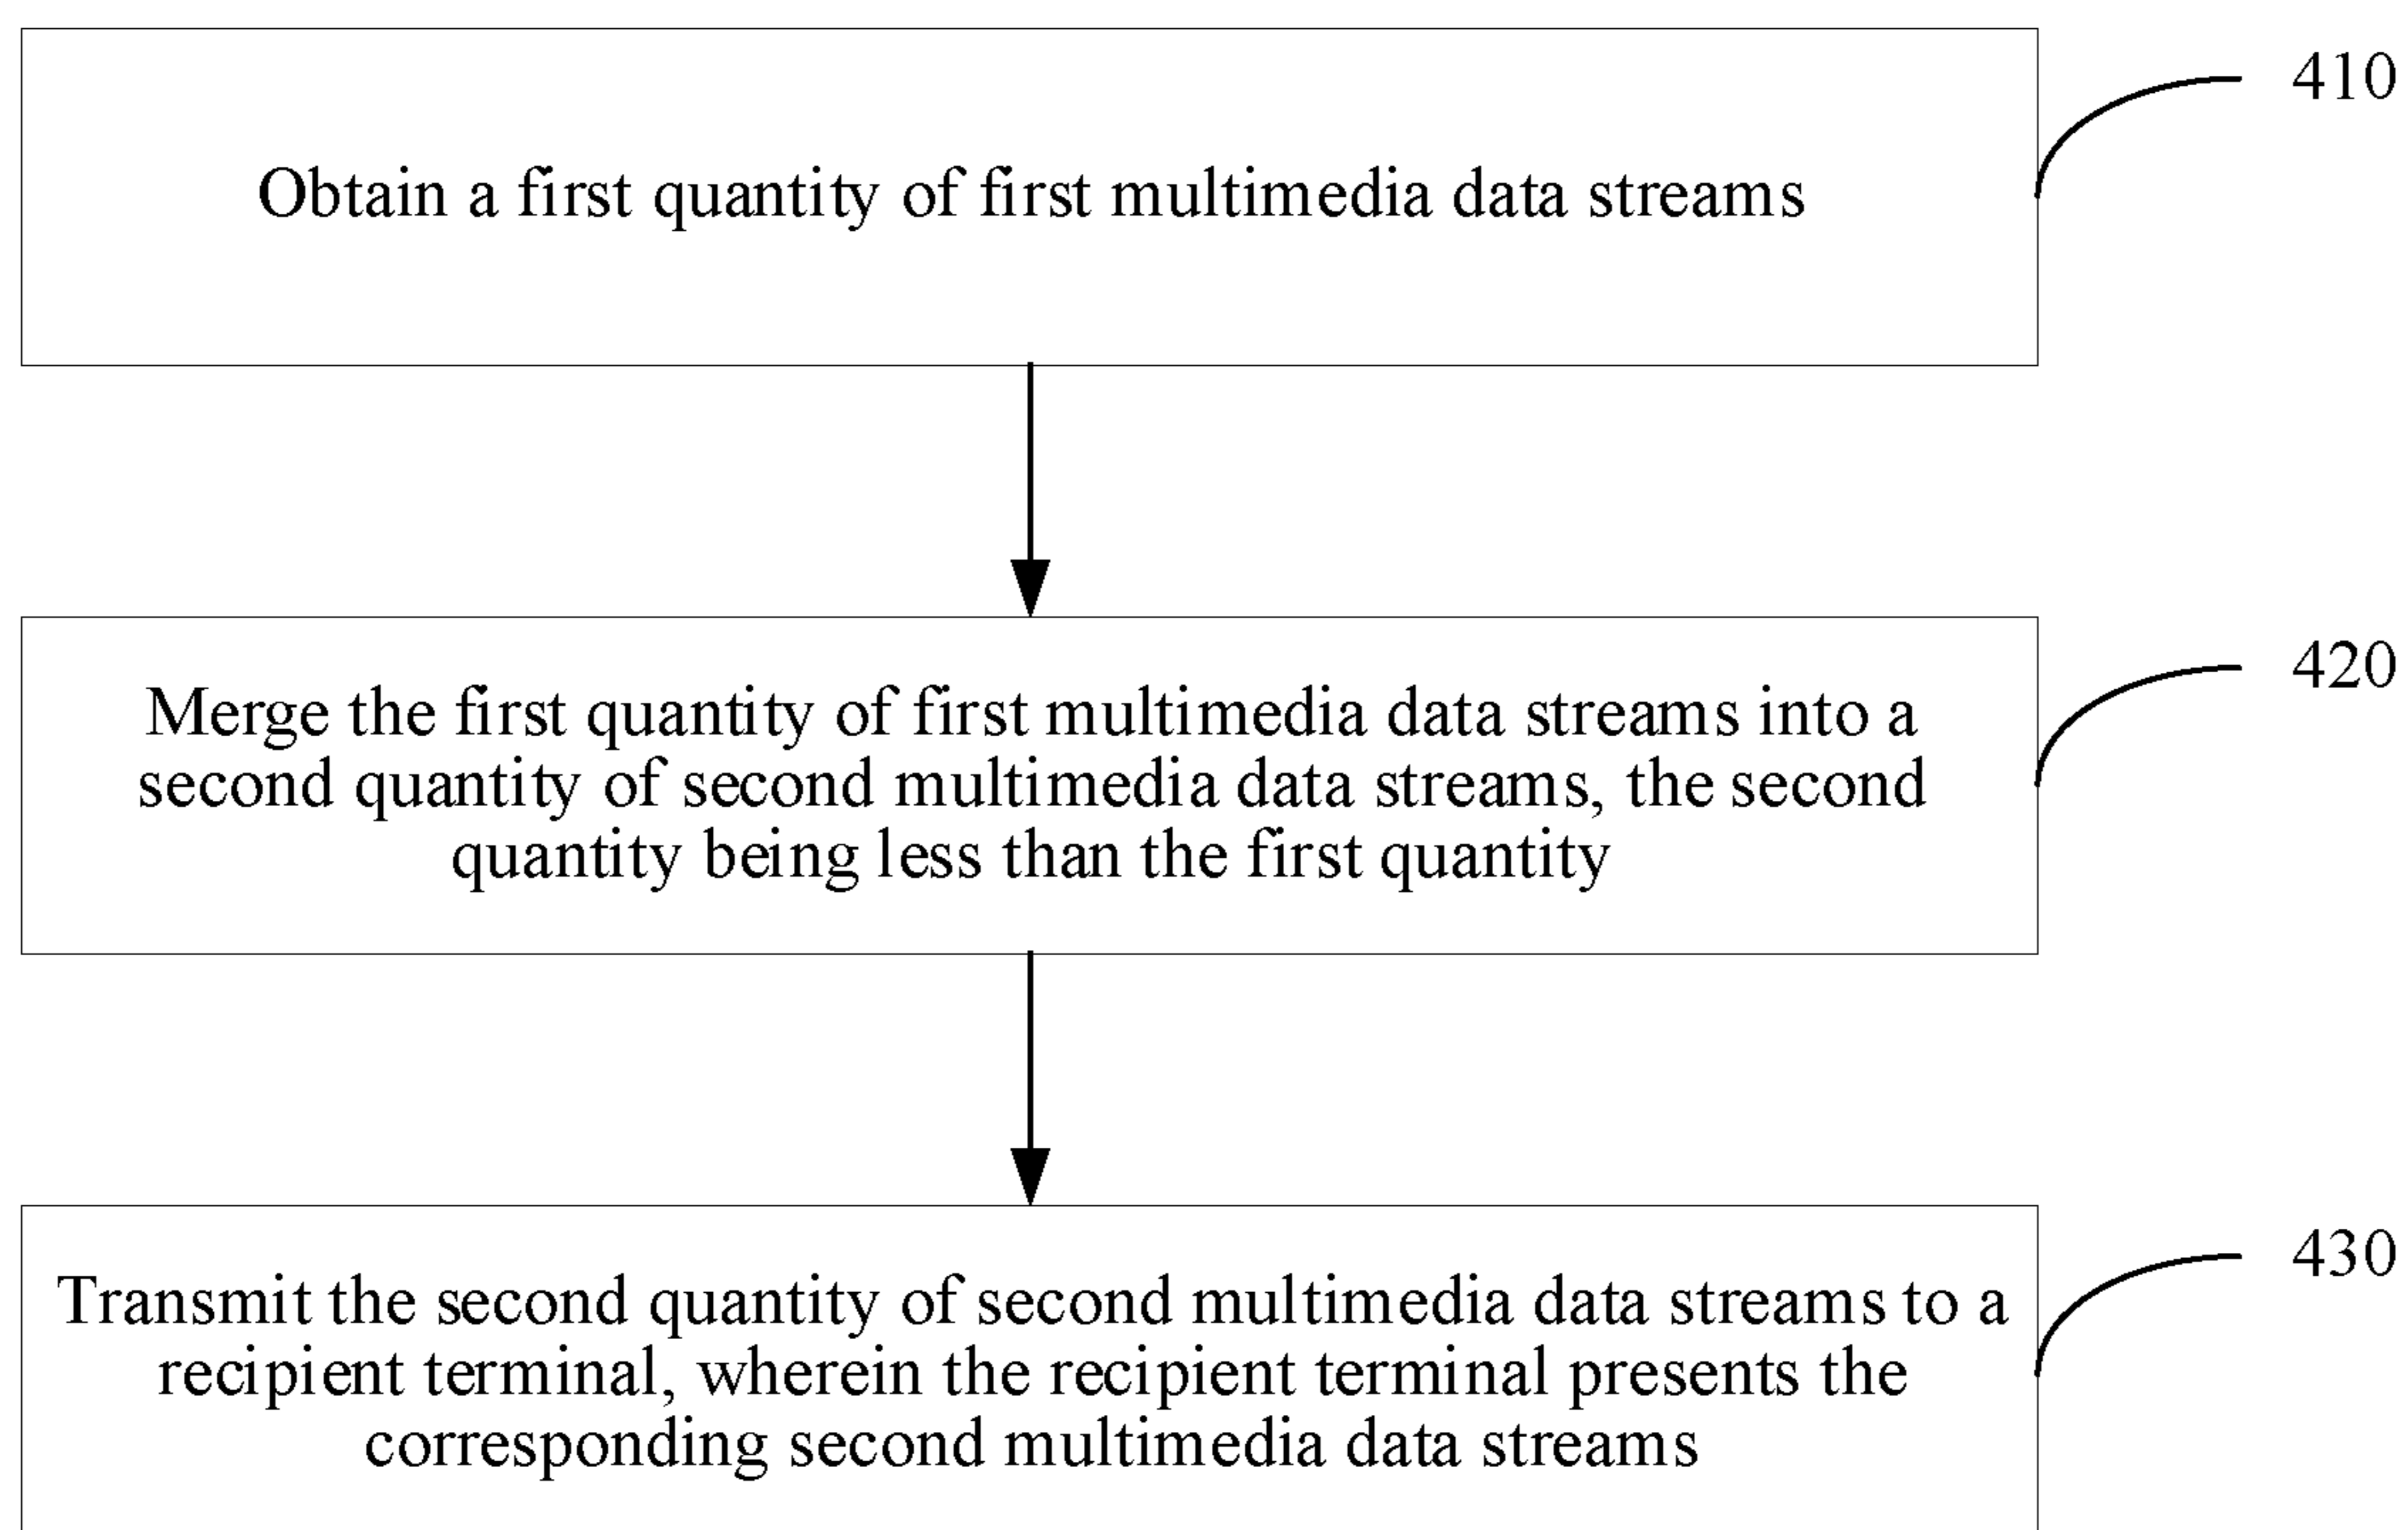 410
Obtain a first quantity of first multimedia data streams
420
Merge the first quantity of first multimedia data streams into a
second quantity of second multimedia data streams, the second
quantity being less than the first quantity
430
Transmit the second quantity of second multimedia data streams to a
recipient terminal, wherein the recipient terminal presents the
corresponding second multimedia data streams